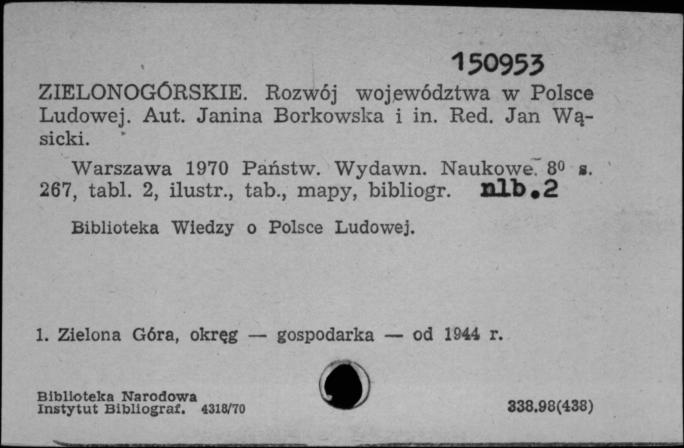 150953
ZIELONOGÓRSKIE. Rozwój województwa w Polsce
Ludowej. Aut. Janina Borkowska i in. Red. Jan Wą-
sicki.
Warszawa 1970 Państw. Wydawn. Naukowe. 8⁰ s.
267, tabl. 2, ilustr., tab., mapy, bibliogr. nlb.2
Biblioteka Wiedzy o Polsce Ludowej.
1. Zielona Góra, okręg — gospodarka — od 1944 r.
Biblioteka Narodowa
Instytut Bibliograf. 4318/70 338.98(438)